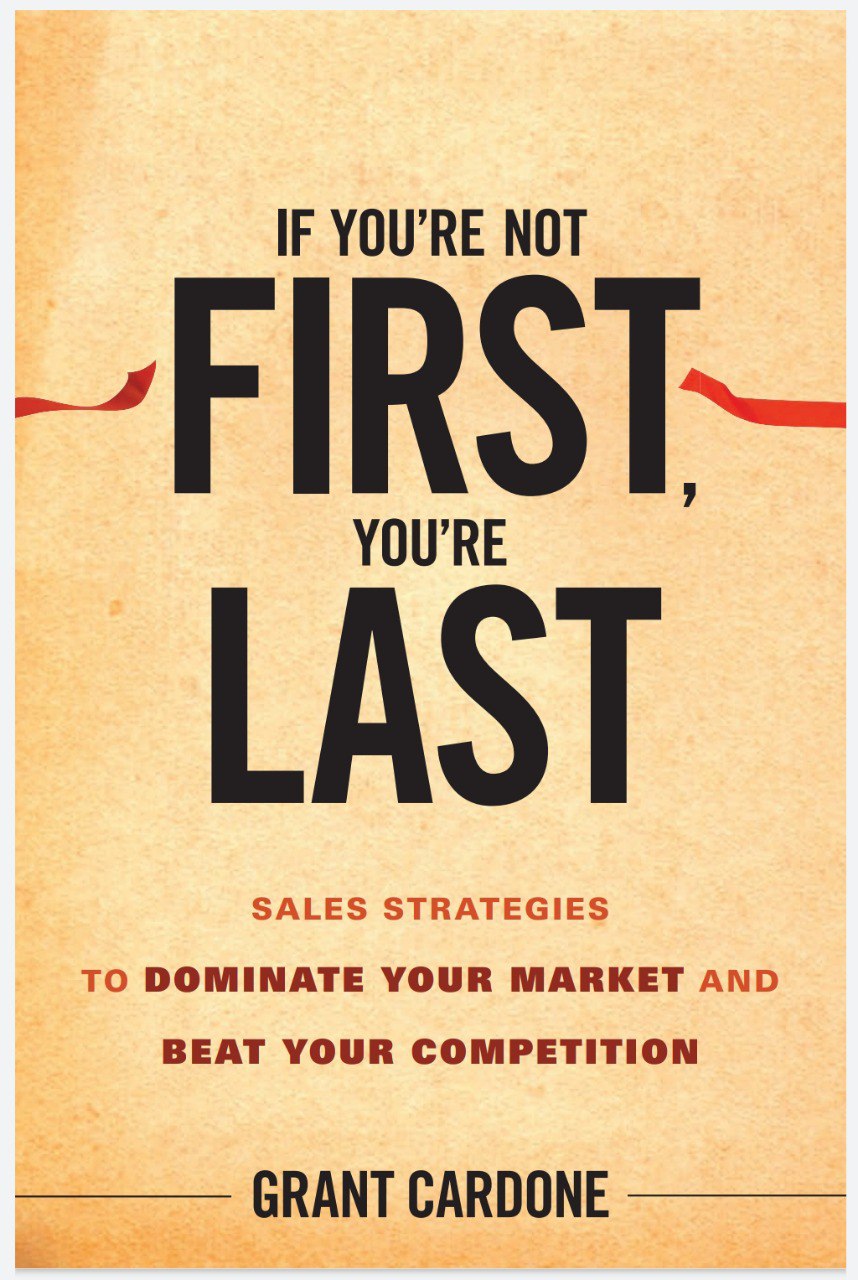 IF YOU'RE NOT
FIRST,
YOU'RE
LAST
SALES STRATEGIES
TO DOMINATE YOUR MARKET AND
BEAT YOUR COMPETITION
GRANT CARDONE